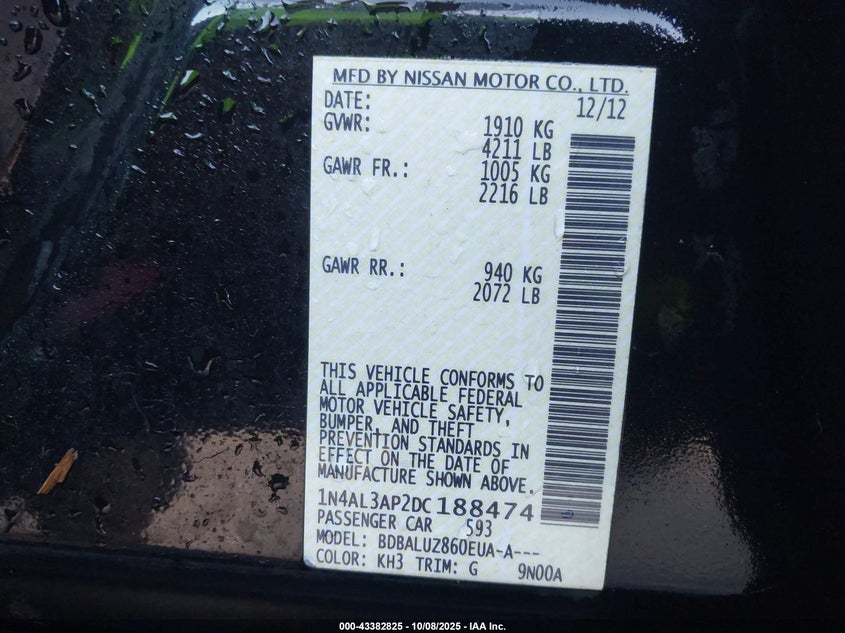 MFD BY NISSAN MOTOR CO., LTD.
DATE: 12/12
GVWR: 1910 KG
4211 LB
GAWR FR.: 1005 KG
2216 LB
GAWR RR.: 940 KG
2072 LB
THIS VEHICLE CONFORMS TO
ALL APPLICABLE FEDERAL
MOTOR VEHICLE SAFETY,
BUMPER, AND THEFT
PREVENTION STANDARDS IN
EFFECT ON THE DATE OF
MANUFACTURE SHOWN ABOVE.
1N4AL3AP2DC188474
PASSENGER CAR 593
MODEL: BDBALUZ860EUA-A---
COLOR: KH3 TRIM: G 9N00A
000-43382825 - 10/08/2025 - IAA Inc.